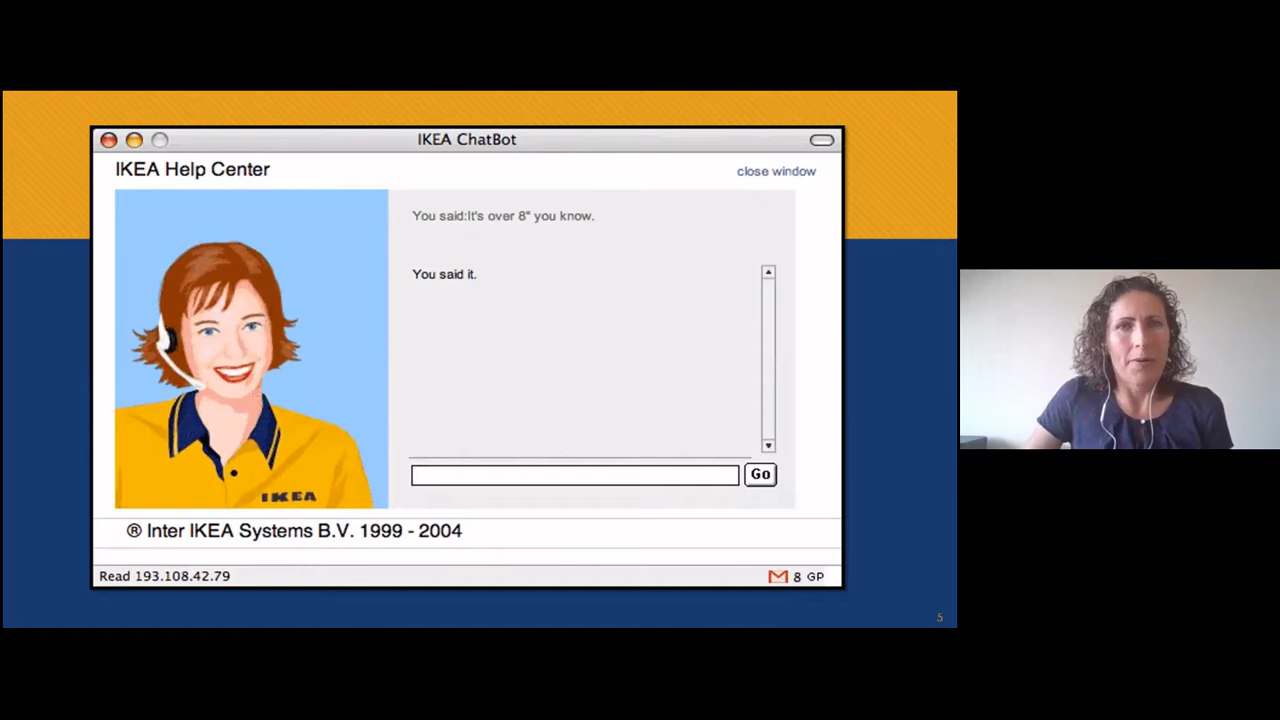 IKEA ChatBot
IKEA Help Center
close window
You said:It's over 8" you know.
You said it.
Go
IKEA
® Inter IKEA Systems B.V. 1999 - 2004
Read 193.108.42.79
8 GP
5